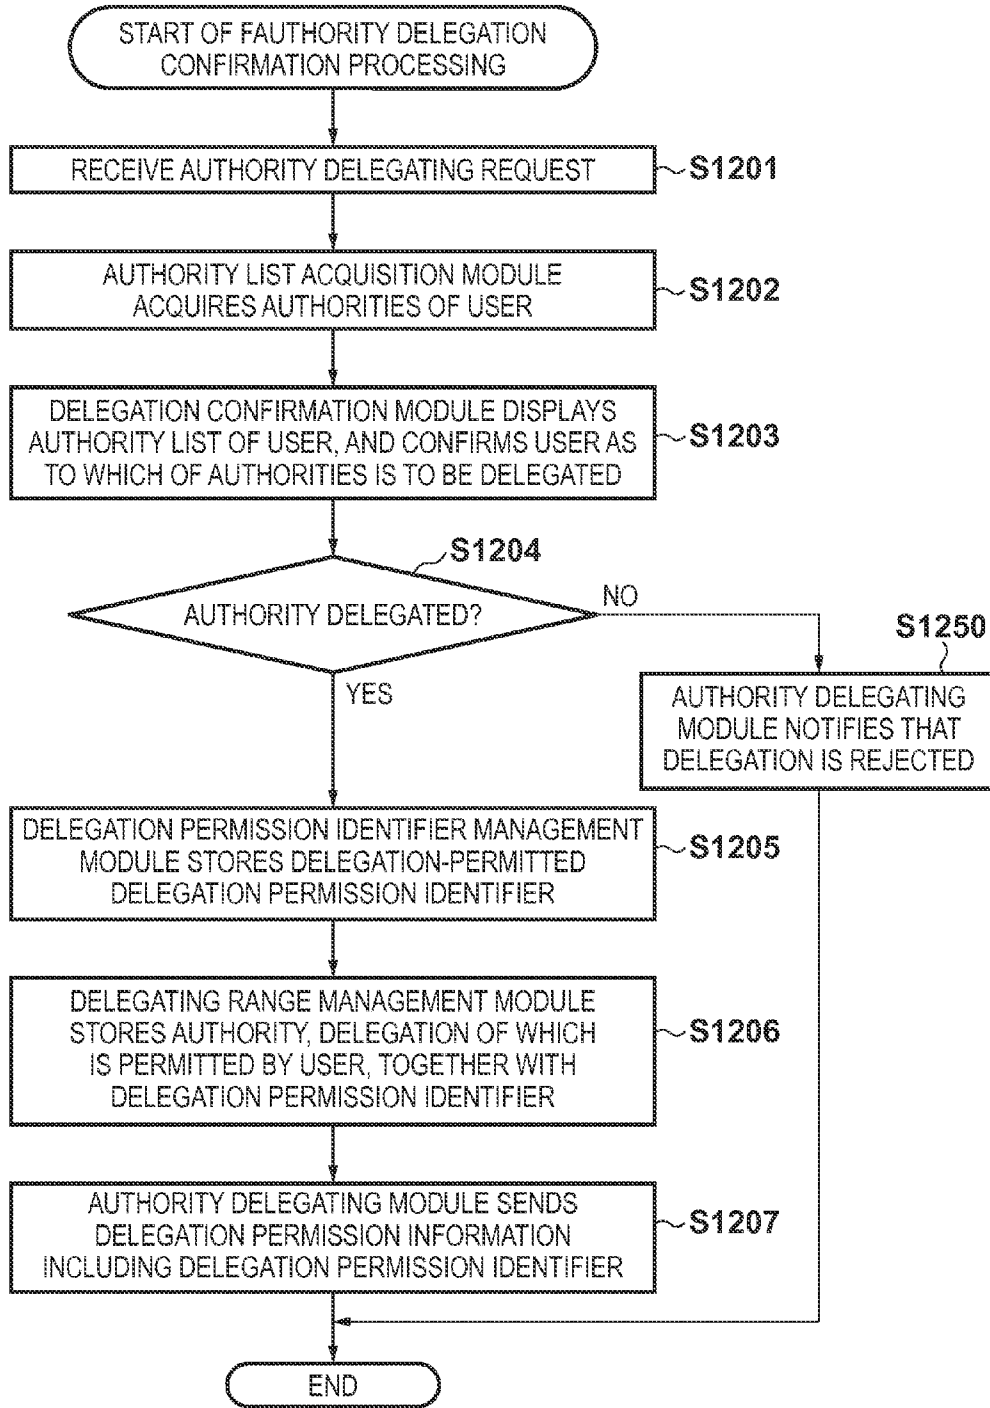 START OF FAUTHORITY DELEGATION
CONFIRMATION PROCESSING
RECEIVE AUTHORITY DELEGATING REQUEST
S1201
AUTHORITY LIST ACQUISITION MODULE
ACQUIRES AUTHORITIES OF USER
S1202
DELEGATION CONFIRMATION MODULE DISPLAYS
AUTHORITY LIST OF USER, AND CONFIRMS USER AS
TO WHICH OF AUTHORITIES IS TO BE DELEGATED
S1203
S1204
AUTHORITY DELEGATED?
NO
YES
S1250
AUTHORITY DELEGATING
MODULE NOTIFIES THAT
DELEGATION IS REJECTED
DELEGATION PERMISSION IDENTIFIER MANAGEMENT
MODULE STORES DELEGATION-PERMITTED
DELEGATION PERMISSION IDENTIFIER
S1205
DELEGATING RANGE MANAGEMENT MODULE
STORES AUTHORITY, DELEGATION OF WHICH
IS PERMITTED BY USER, TOGETHER WITH
DELEGATION PERMISSION IDENTIFIER
S1206
AUTHORITY DELEGATING MODULE SENDS
DELEGATION PERMISSION INFORMATION
INCLUDING DELEGATION PERMISSION IDENTIFIER
S1207
END